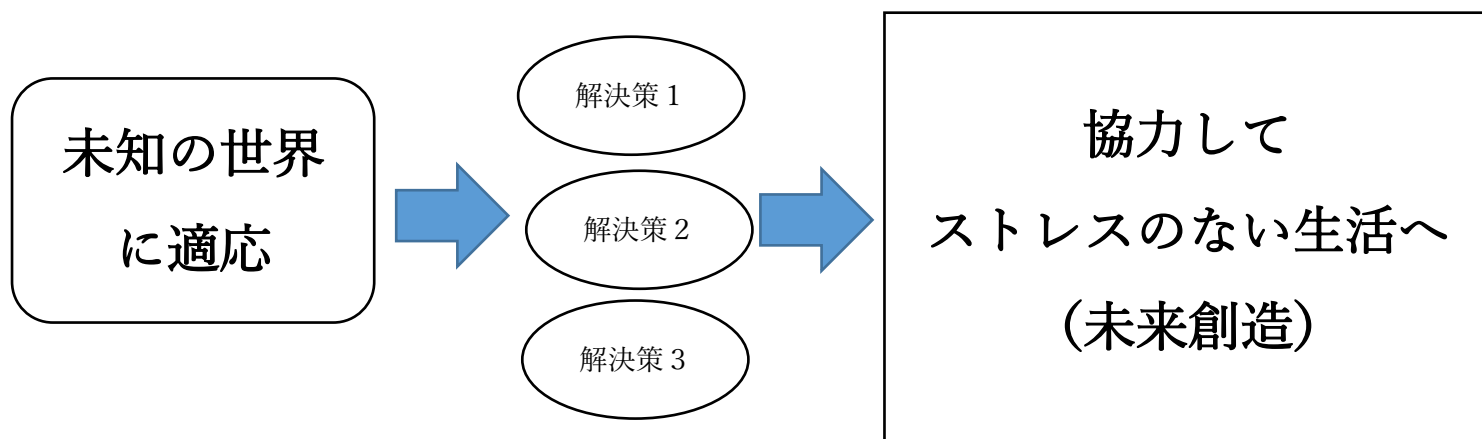 未知の世界
に適応
解決策１
解決策２
解決策３
協力して
ストレスのない生活へ
（未来創造）